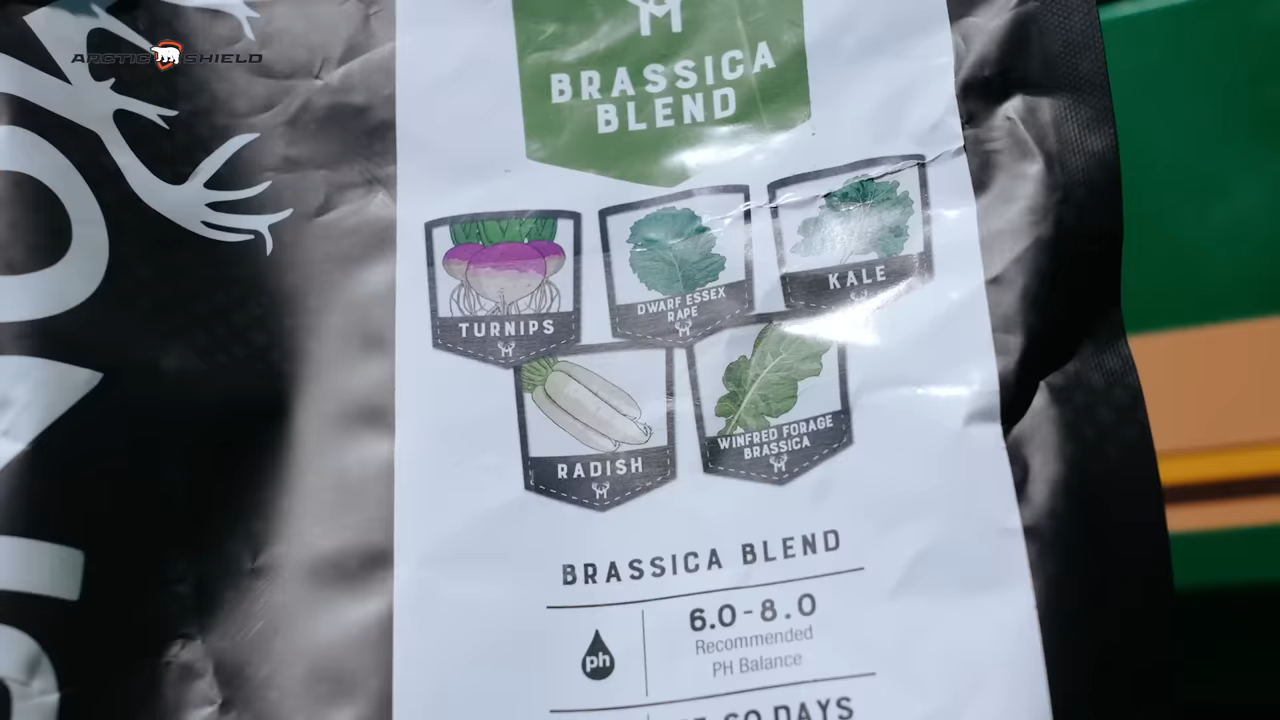 ARCTIC SHIELD
BRASSICA
BLEND
TURNIPS
DWARF ESSEX
RAPE
KALE
RADISH
WINFRED FORAGE
BRASSICA
BRASSICA BLEND
ph
6.0-8.0
Recommended
PH Balance
DAYS